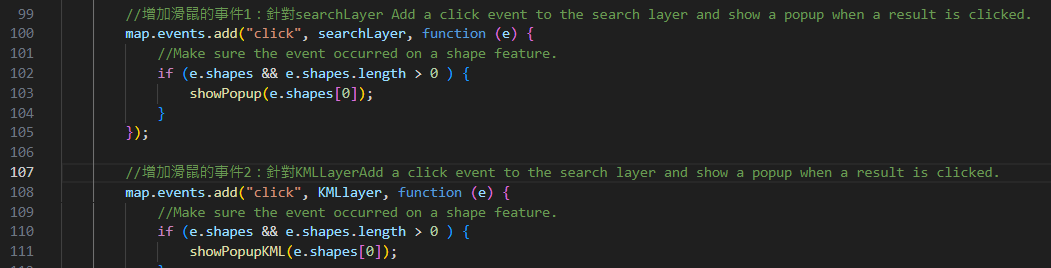 99 //增加滑鼠的事件1：針對searchLayer Add a click event to the search layer and show a popup when a result is clicked.
100 map.events.add("click", searchLayer, function (e) {
101 //Make sure the event occurred on a shape feature.
102 if (e.shapes && e.shapes.length > 0 ) {
103 showPopup(e.shapes[0]);
104 }
105 });
106
107 //增加滑鼠的事件2：針對KMLLayerAdd a click event to the search layer and show a popup when a result is clicked.
108 map.events.add("click", KMLlayer, function (e) {
109 //Make sure the event occurred on a shape feature.
110 if (e.shapes && e.shapes.length > 0 ) {
111 showPopupKML(e.shapes[0]);